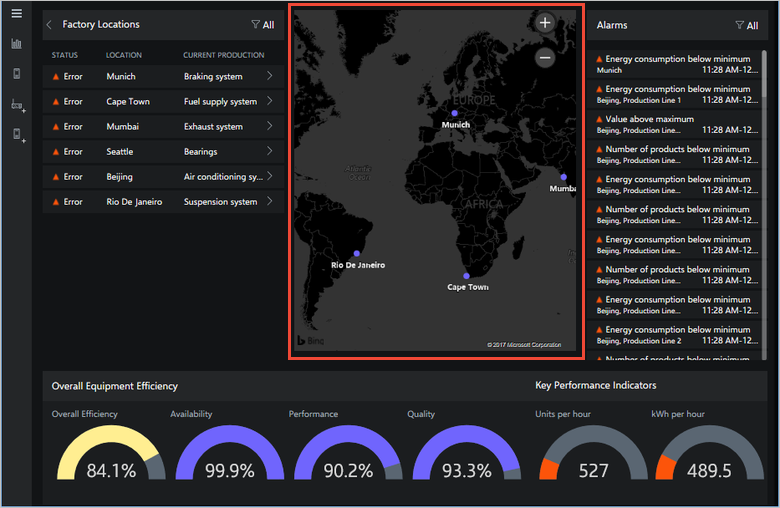 Factory Locations
All
STATUS LOCATION CURRENT PRODUCTION
Error Munich Braking system
Error Cape Town Fuel supply system
Error Mumbai Exhaust system
Error Seattle Bearings
Error Beijing Air conditioning sy...
Error Rio De Janeiro Suspension system
EUROPE
Munich
Atlantic
Ocean
Mumba
AFRICA
Rio De Janeiro
Cape Town
Bing
© 2017 Microsoft Corporation
Alarms
All
Energy consumption below minimum
Munich 11:28 AM-12...
Energy consumption below minimum
Beijing, Production Line 1 11:28 AM-12...
Value above maximum
Beijing, Production Line... 11:28 AM-12...
Number of products below minimum
Beijing, Production Line... 11:28 AM-12...
Energy consumption below minimum
Beijing, Production Line... 11:28 AM-12...
Number of products below minimum
Beijing, Production Line... 11:28 AM-12...
Energy consumption below minimum
Beijing, Production Line... 11:28 AM-12...
Number of products below minimum
Beijing, Production Line... 11:28 AM-12...
Energy consumption below minimum
Beijing, Production Line... 11:28 AM-12...
Energy consumption below minimum
Beijing, Production Line 2 11:28 AM-12...
Number of products below minimum
Overall Equipment Efficiency
Overall Efficiency Availability Performance Quality
84.1% 99.9% 90.2% 93.3%
Key Performance Indicators
Units per hour kWh per hour
527 489.5